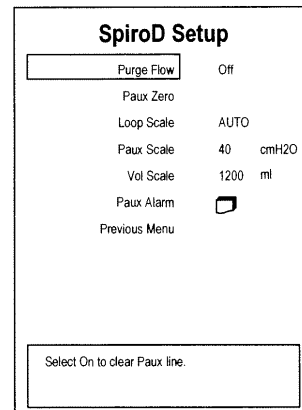 SpiroD Setup
Purge Flow Off
Paux Zero
Loop Scale AUTO
Paux Scale 40 cmH2O
Vol Scale 1200 ml
Paux Alarm
Previous Menu
Select On to clear Paux line.